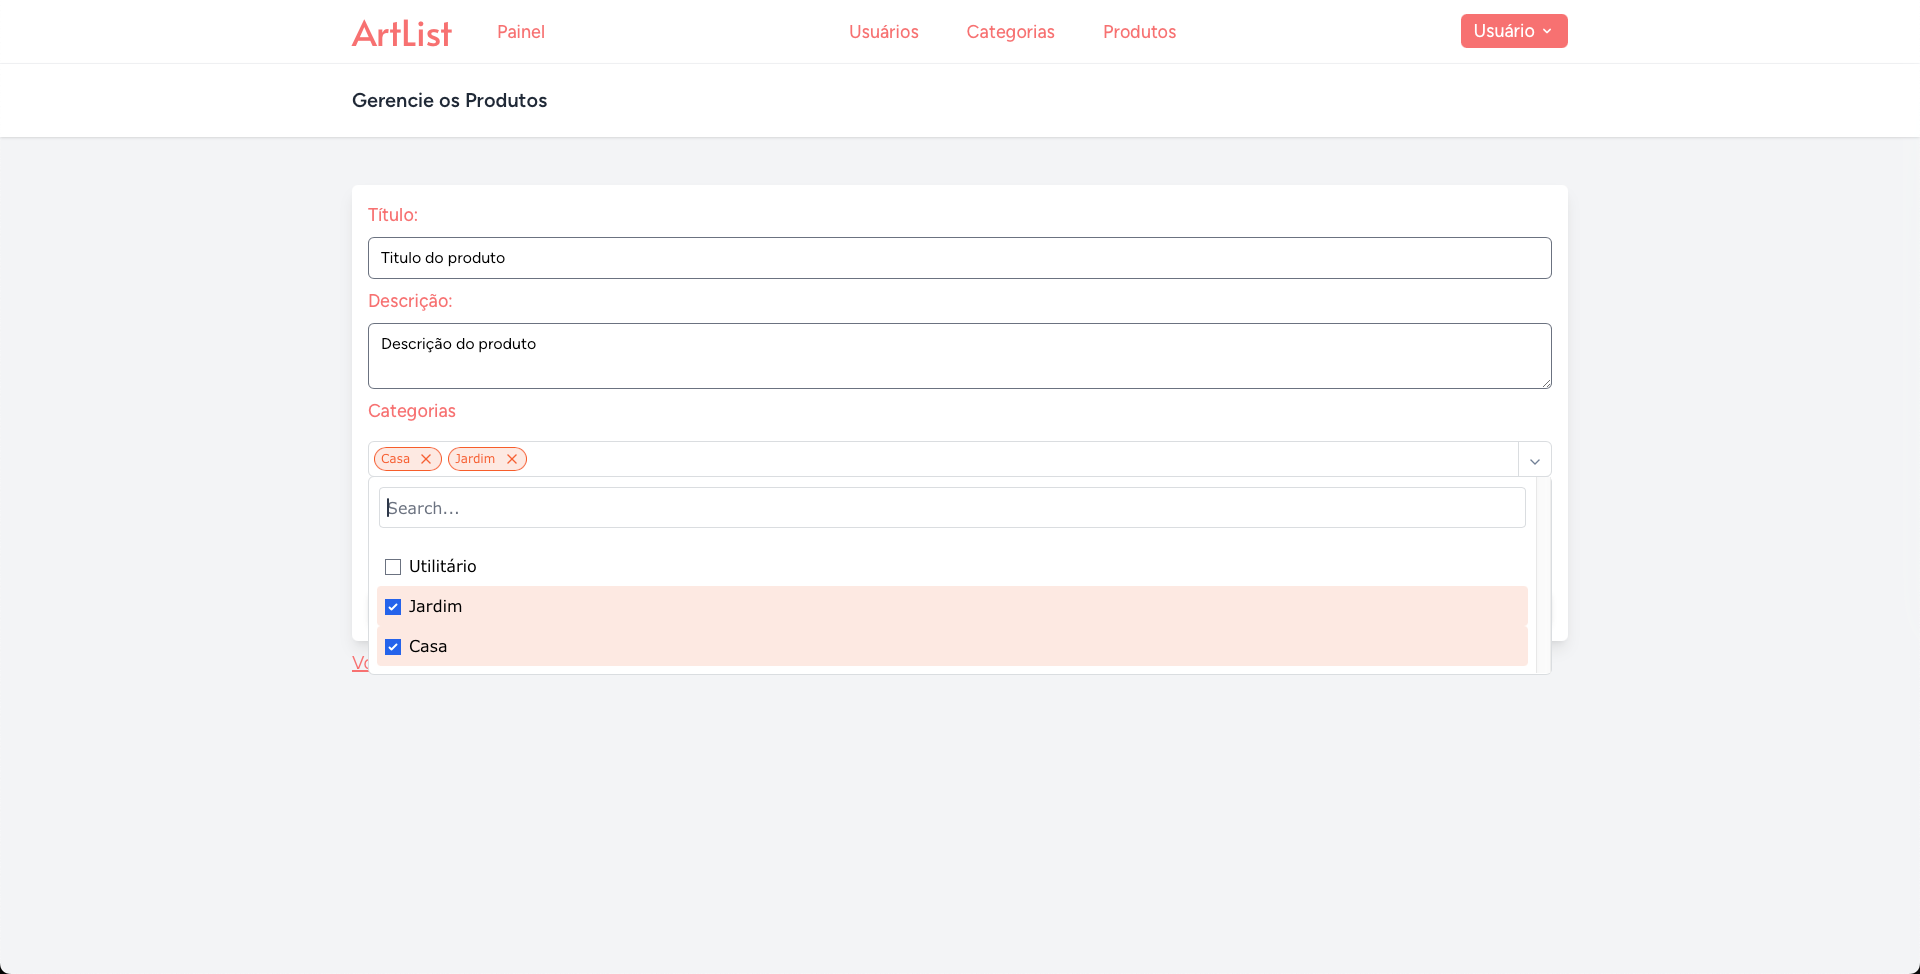 ArtList Painel Usuários Categorias Produtos Usuário
Gerencie os Produtos
Título:
Titulo do produto
Descrição:
Descrição do produto
Categorias
Casa Jardim
Search...
Utilitário
Jardim
Casa